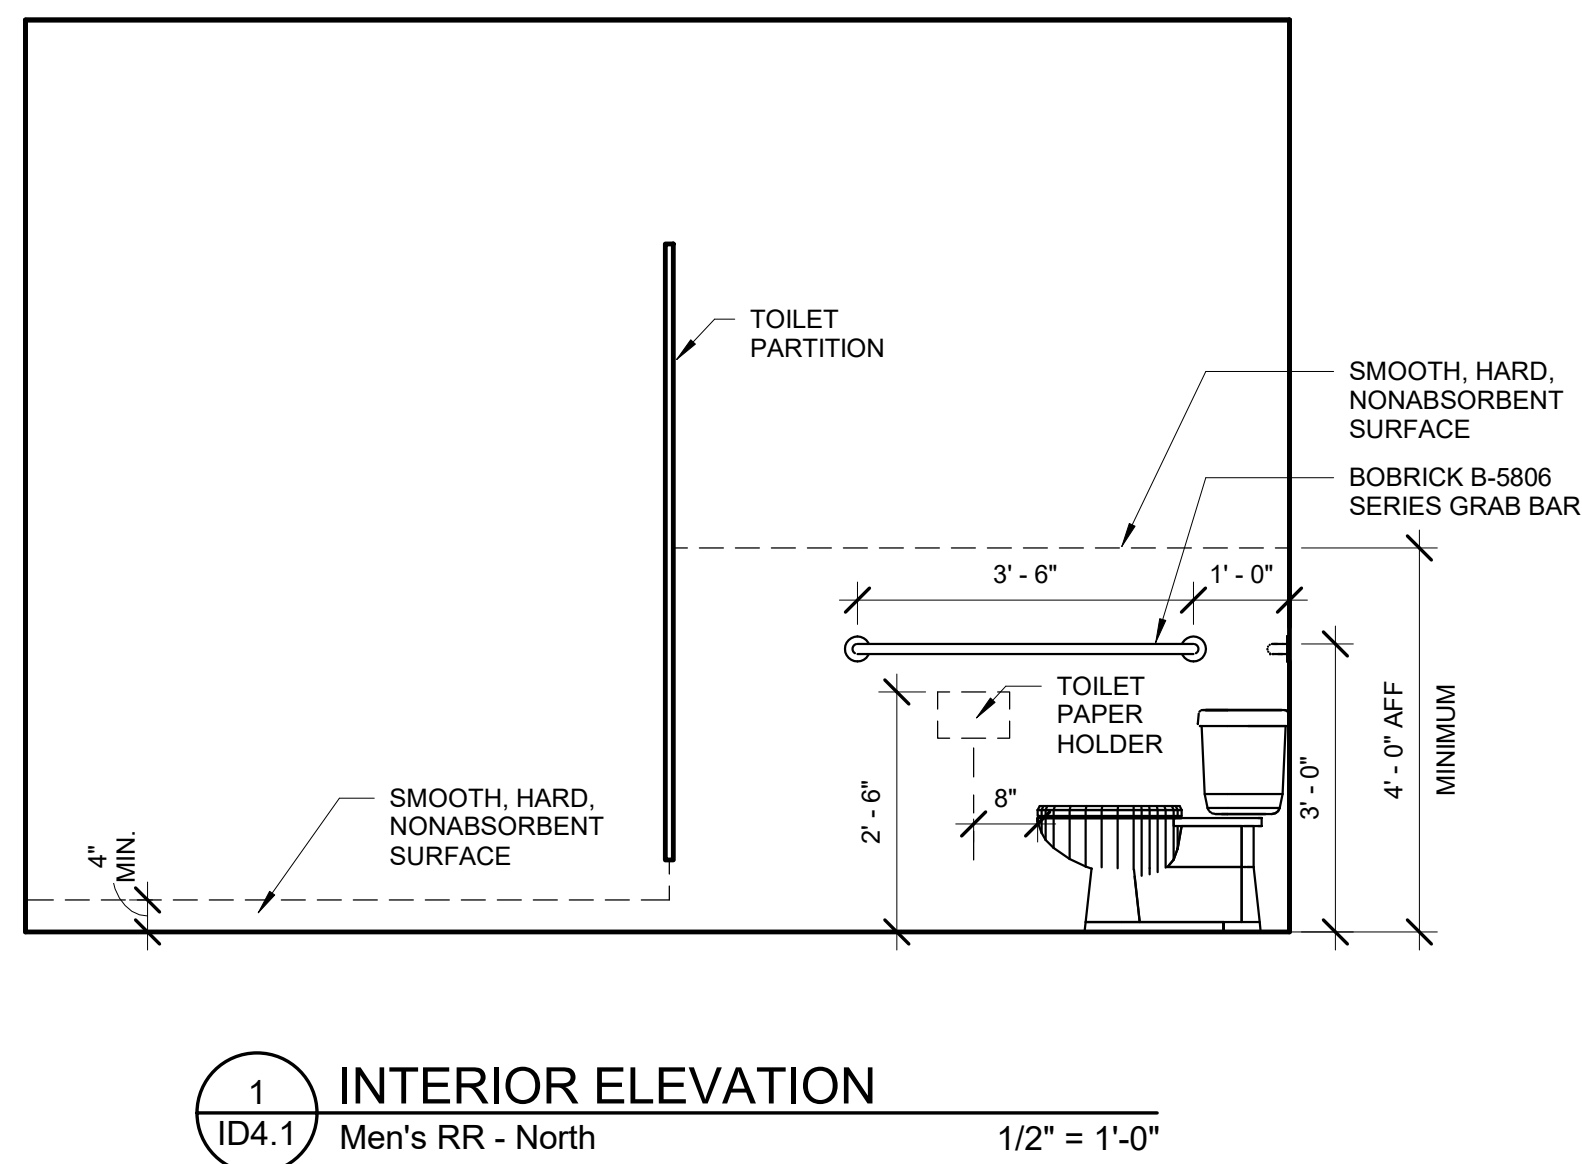 TOILET
PARTITION
SMOOTH, HARD,
NONABSORBENT
SURFACE
BOBRICK B-5806
SERIES GRAB BAR
3' - 6"
1' - 0"
TOILET
PAPER
HOLDER
2' - 6"
8"
3' - 0"
4' - 0" AFF
MINIMUM
SMOOTH, HARD,
NONABSORBENT
SURFACE
4"
MIN.
1
ID4.1
INTERIOR ELEVATION
Men's RR - North
1/2" = 1'-0"